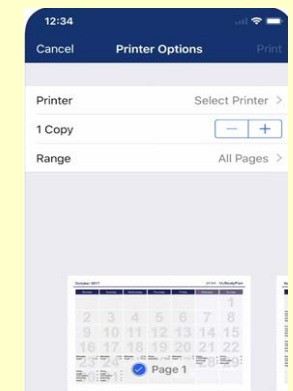 12:34
Cancel Printer Options Print
Printer Select Printer >
1 Copy − +
Range All Pages >
October 2017
1
2 3 4 5 6 7 8
9 10 11 12 13 14 15
16 17 18 19 20 21 22
23 24
Page 1